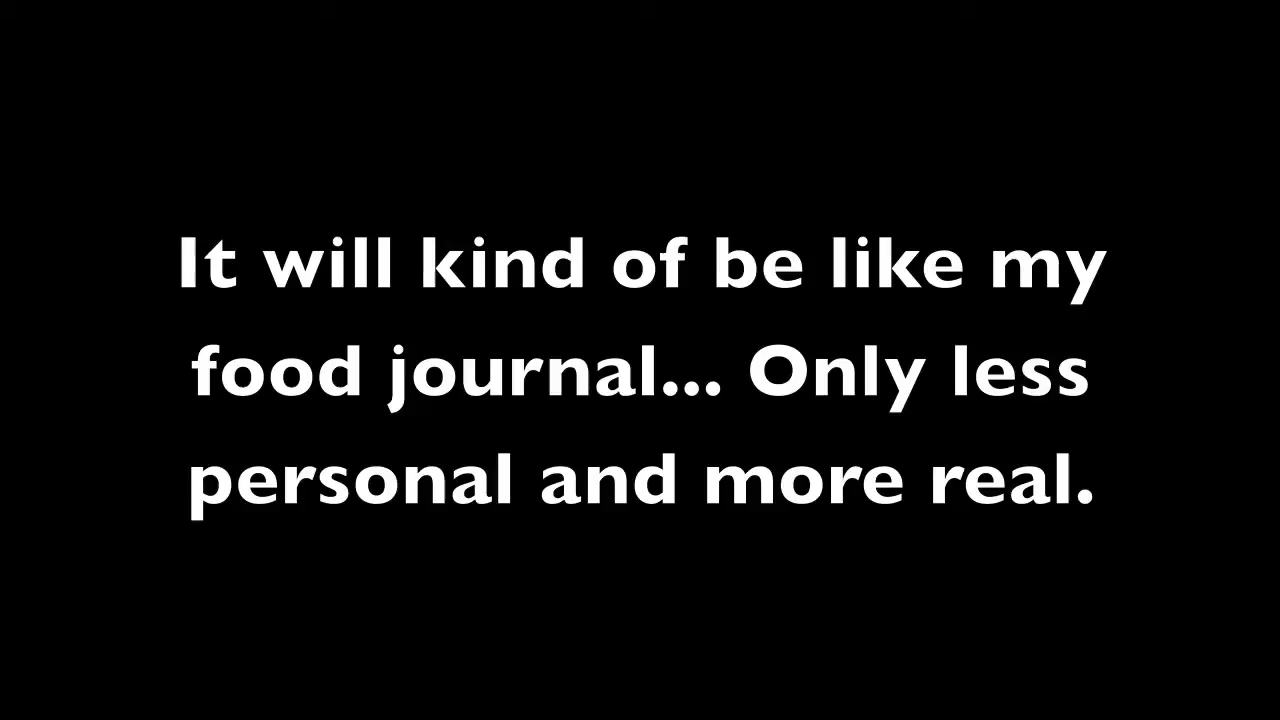 It will kind of be like my
food journal... Only less
personal and more real.